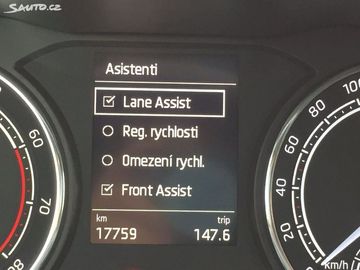 Sauto.cz
Asistenti
Lane Assist
Reg. rychlosti
Omezení rychl.
Front Assist
km trip
17759 147.6
60
70
80
20
40
60
80
100
km/h